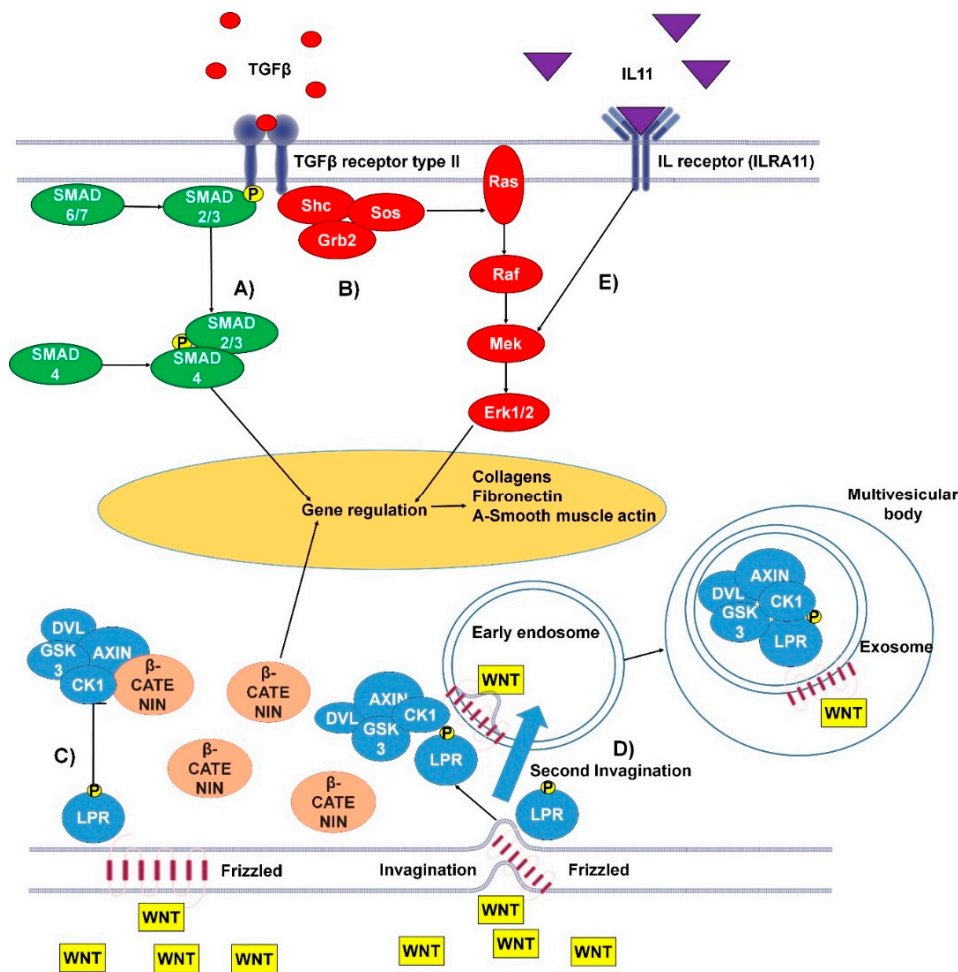 TGFβ
IL11
TGFβ receptor type II
IL receptor (ILRA11)
P
SMAD
6/7
SMAD
2/3
Shc
Sos
Grb2
Ras
Raf
Mek
Erk1/2
A)
B)
E)
SMAD
2/3
P
SMAD
4
SMAD
4
Gene regulation
Collagens
Fibronectin
A-Smooth muscle actin
Multivesicular
body
DVL
GSK
3
AXIN
CK1
β-
CATE
NIN
β-
CATE
NIN
β-
CATE
NIN
β-
CATE
NIN
C)
P
LPR
Frizzled
Early endosome
WNT
AXIN
DVL
GSK
3
CK1
P
LPR
D)
Second Invagination
P
LPR
Invagination
Frizzled
AXIN
DVL
CK1
GSK
3
P
LPR
Exosome
WNT
WNT
WNT
WNT
WNT
WNT
WNT
WNT
WNT